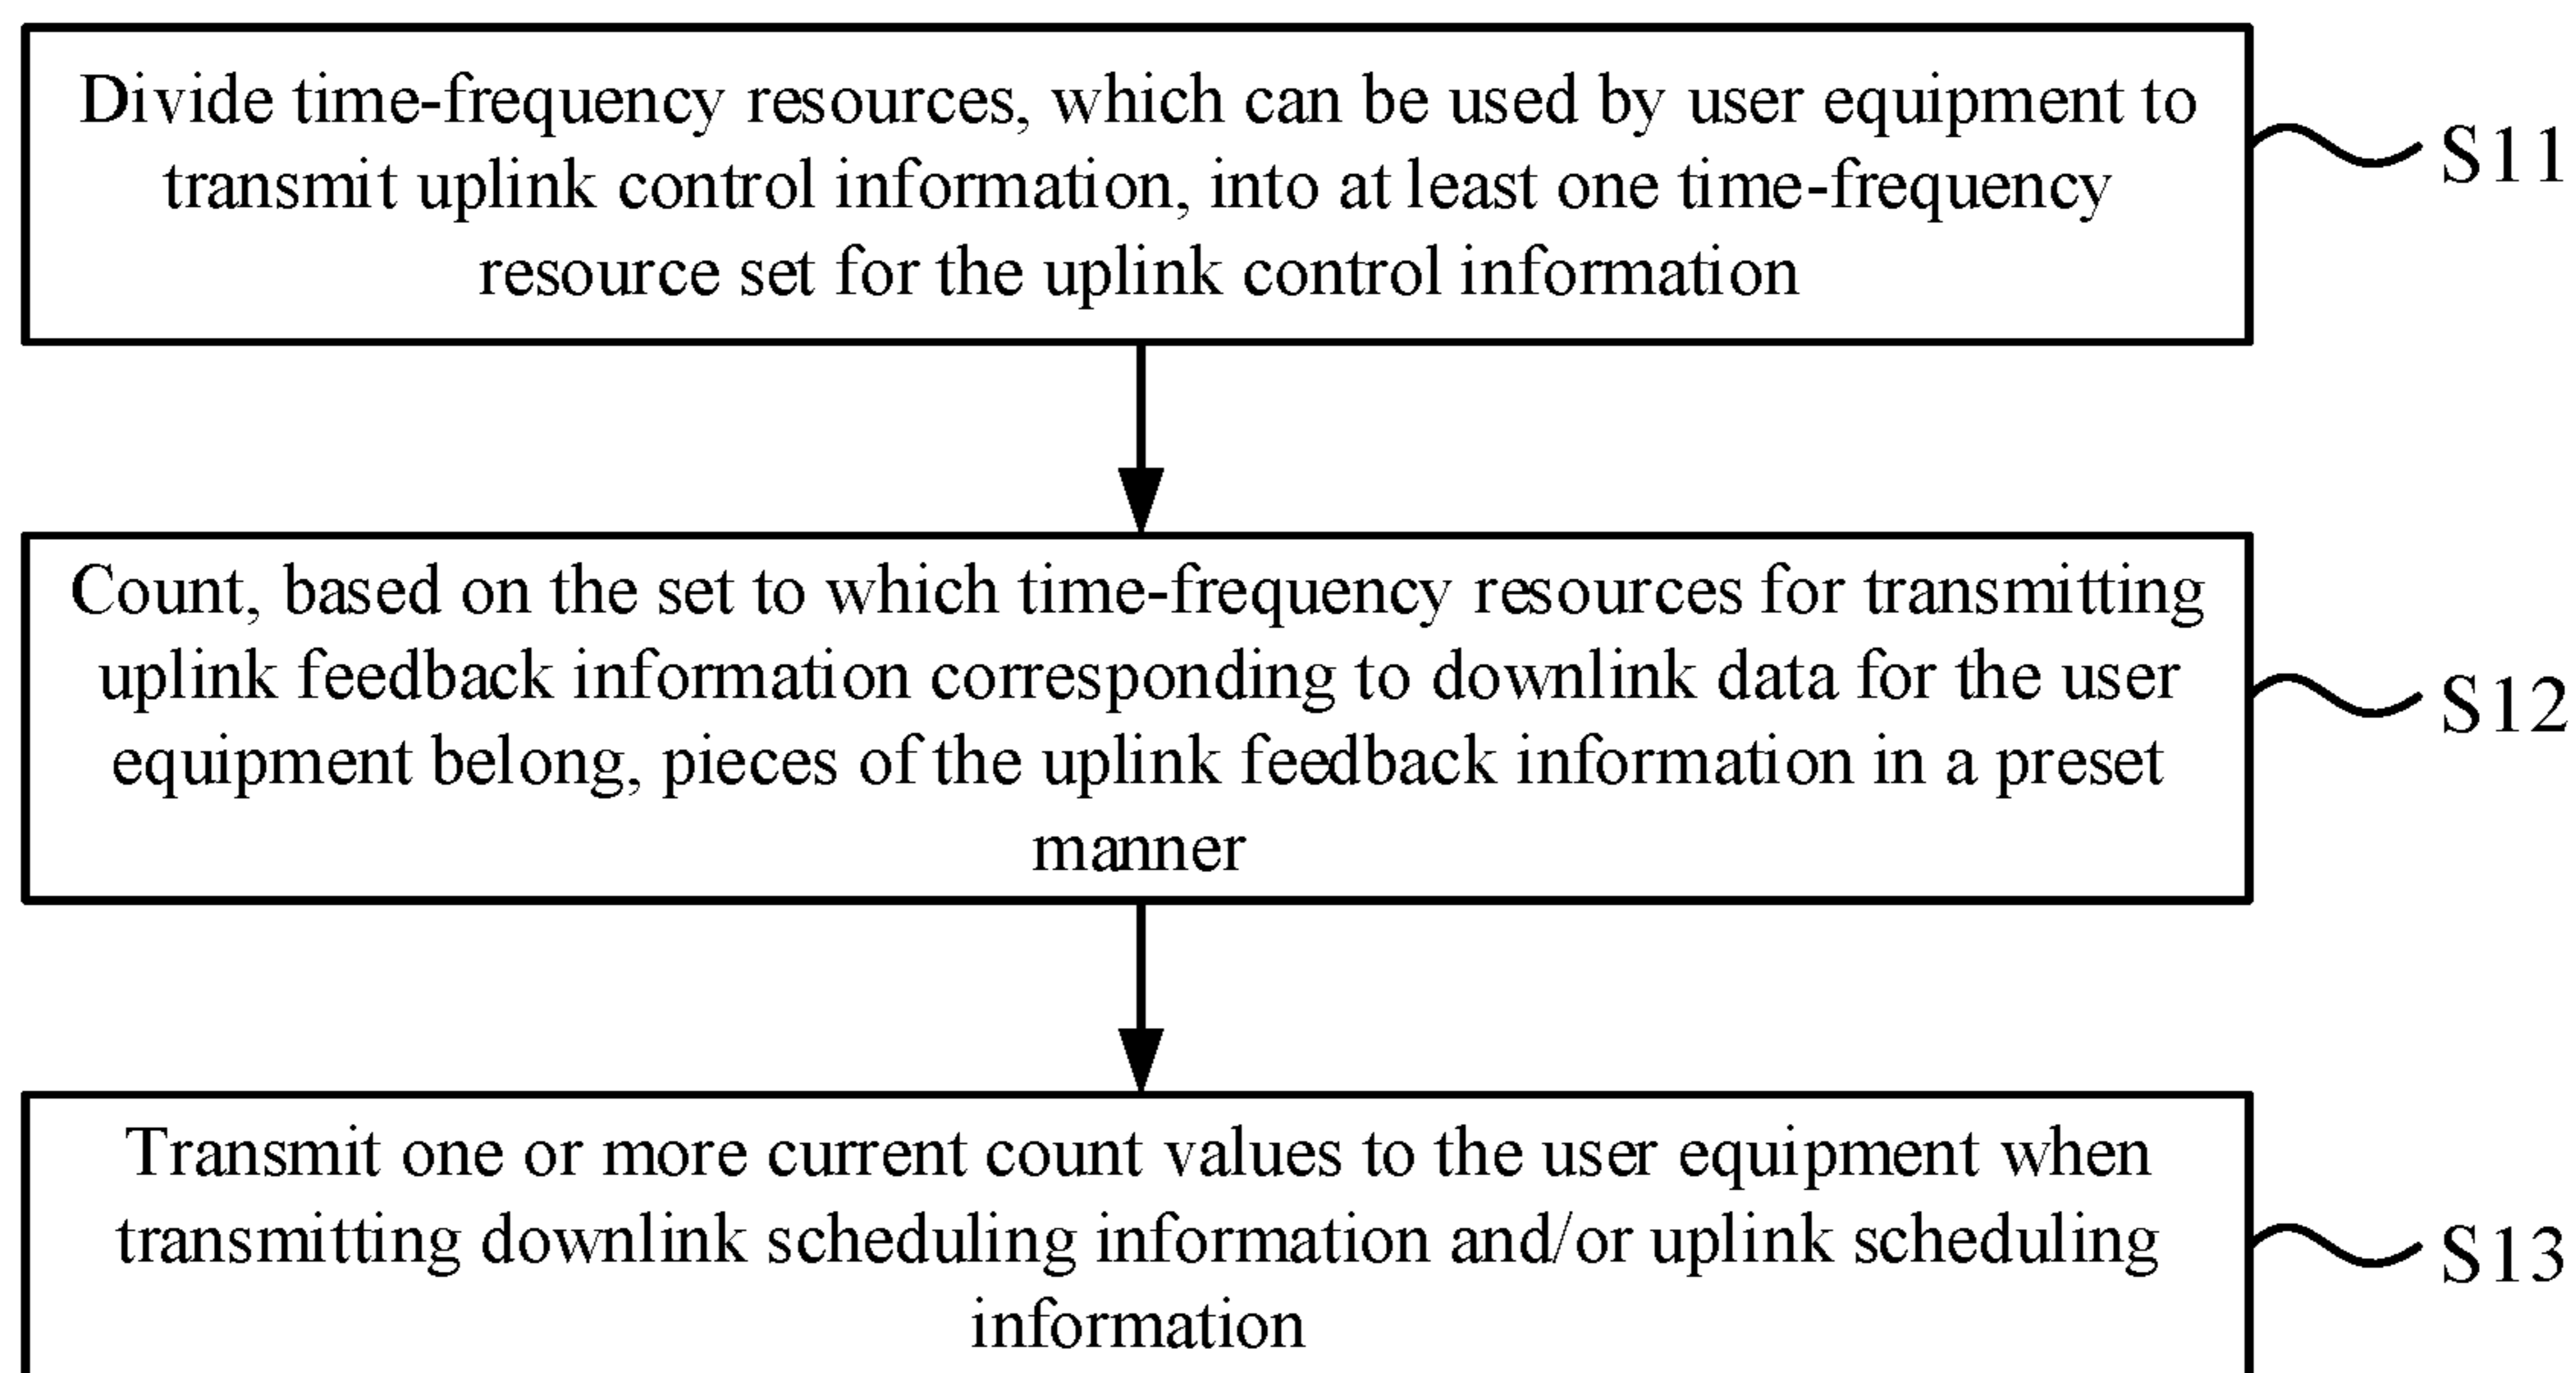 Divide time-frequency resources, which can be used by user equipment to
transmit uplink control information, into at least one time-frequency
resource set for the uplink control information
S11
Count, based on the set to which time-frequency resources for transmitting
uplink feedback information corresponding to downlink data for the user
equipment belong, pieces of the uplink feedback information in a preset
manner
S12
Transmit one or more current count values to the user equipment when
transmitting downlink scheduling information and/or uplink scheduling
information
S13